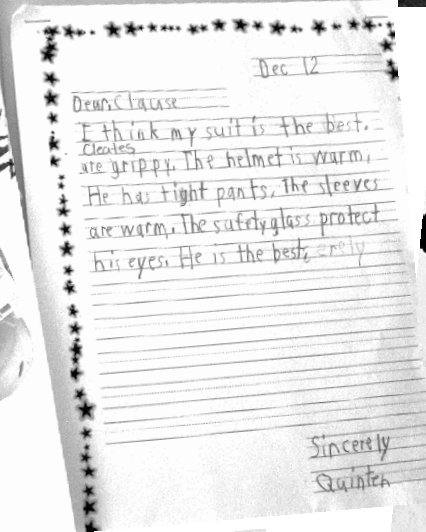 Dec 12
Dear, Clause
I think my suit is the best.
Cleates
are grippy. The helmet is warm,
He has tight pants. The sleeves
are warm. The safety glass protect
his eyes. He is the best, erely
Sincerely
Quinten